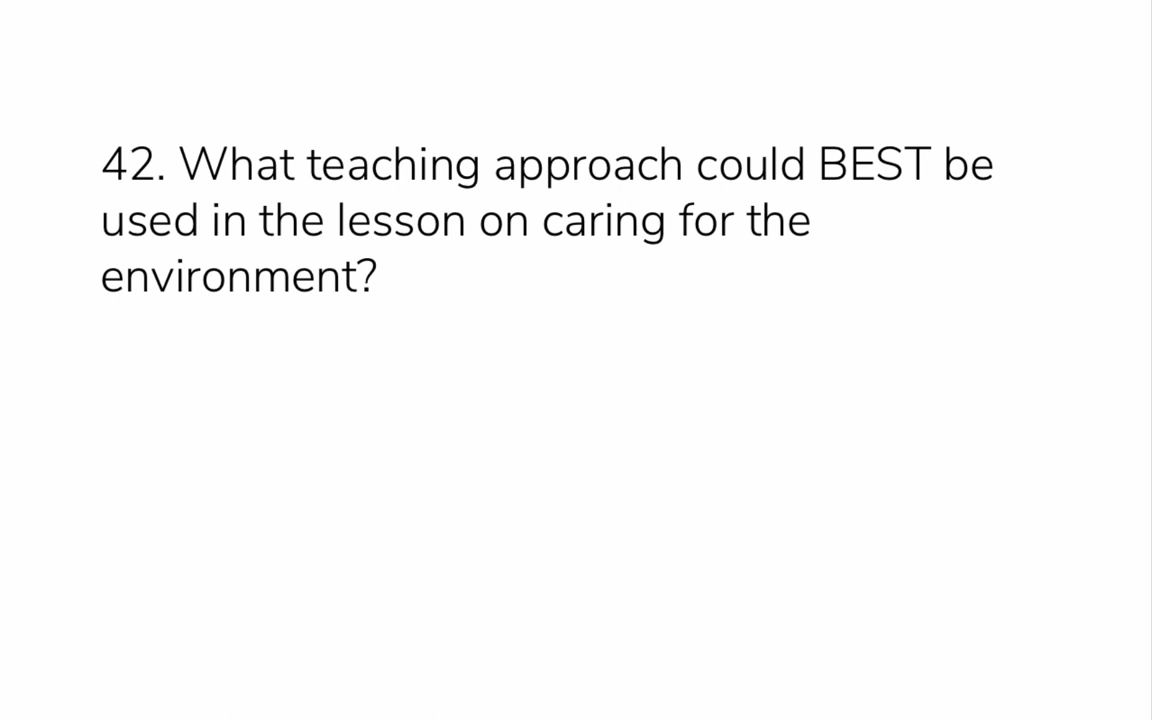 42. What teaching approach could BEST be
used in the lesson on caring for the
environment?